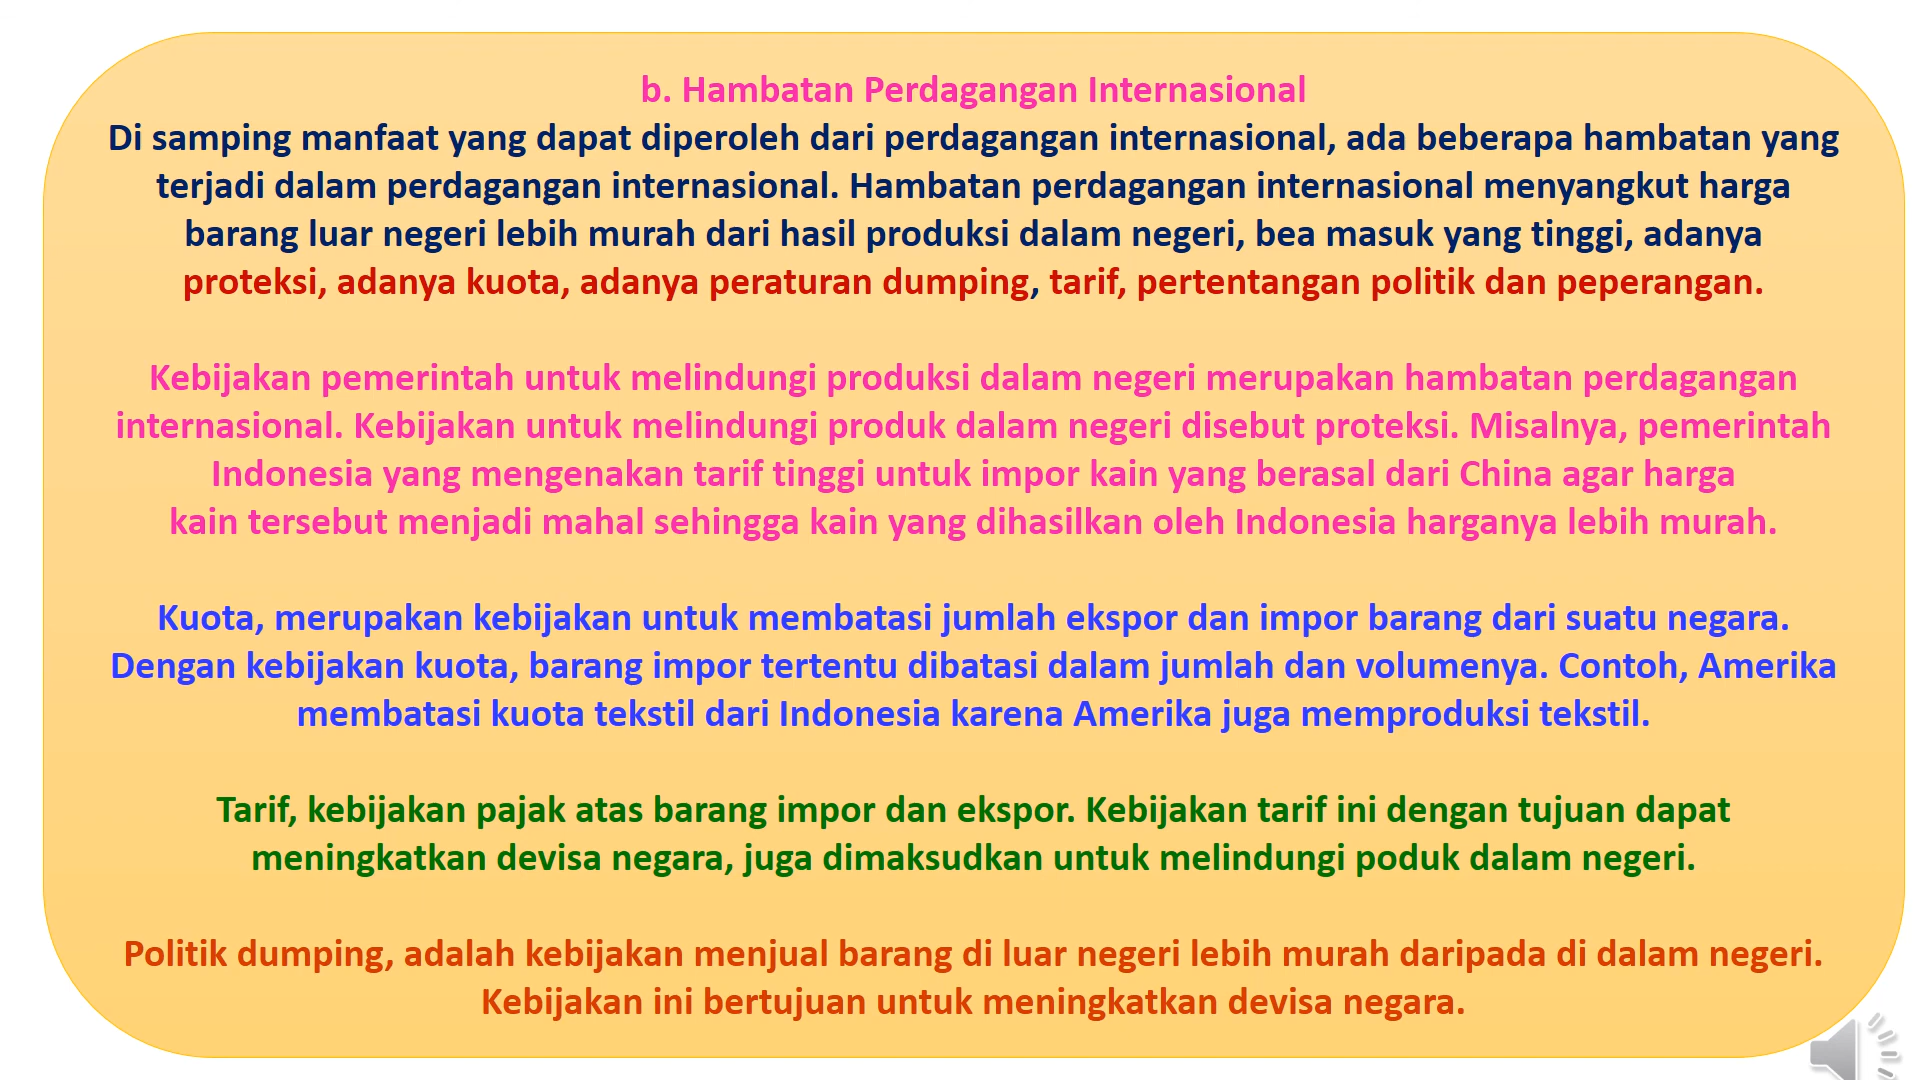 b. Hambatan Perdagangan Internasional
Di samping manfaat yang dapat diperoleh dari perdagangan internasional, ada beberapa hambatan yang
terjadi dalam perdagangan internasional. Hambatan perdagangan internasional menyangkut harga
barang luar negeri lebih murah dari hasil produksi dalam negeri, bea masuk yang tinggi, adanya
proteksi, adanya kuota, adanya peraturan dumping, tarif, pertentangan politik dan peperangan.
Kebijakan pemerintah untuk melindungi produksi dalam negeri merupakan hambatan perdagangan
internasional. Kebijakan untuk melindungi produk dalam negeri disebut proteksi. Misalnya, pemerintah
Indonesia yang mengenakan tarif tinggi untuk impor kain yang berasal dari China agar harga
kain tersebut menjadi mahal sehingga kain yang dihasilkan oleh Indonesia harganya lebih murah.
Kuota, merupakan kebijakan untuk membatasi jumlah ekspor dan impor barang dari suatu negara.
Dengan kebijakan kuota, barang impor tertentu dibatasi dalam jumlah dan volumenya. Contoh, Amerika
membatasi kuota tekstil dari Indonesia karena Amerika juga memproduksi tekstil.
Tarif, kebijakan pajak atas barang impor dan ekspor. Kebijakan tarif ini dengan tujuan dapat
meningkatkan devisa negara, juga dimaksudkan untuk melindungi poduk dalam negeri.
Politik dumping, adalah kebijakan menjual barang di luar negeri lebih murah daripada di dalam negeri.
Kebijakan ini bertujuan untuk meningkatkan devisa negara.